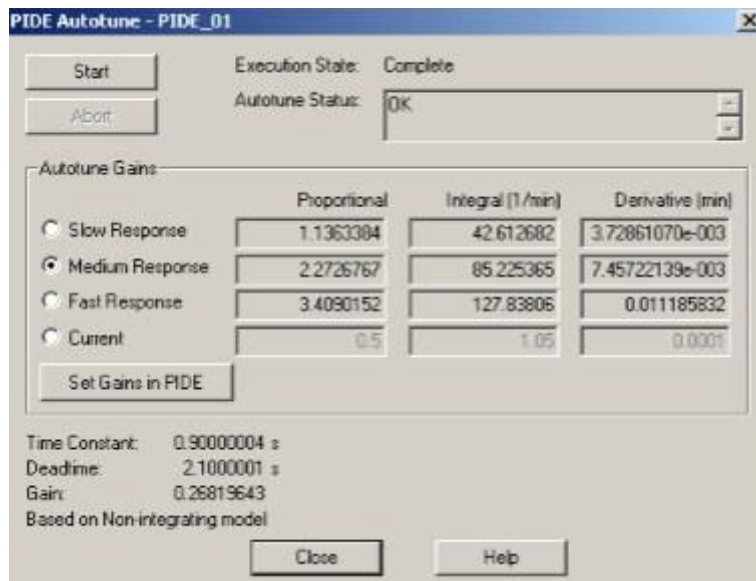 PIDE Autotune - PIDE_01
Start
Execution State: Complete
Abort
Autotune Status: OK
Autotune Gains
Proportional Integral (1/min) Derivative (min)
Slow Response 1.1363384 42.612682 3.72861070e-003
Medium Response 2.2726767 85.225365 7.45722139e-003
Fast Response 3.4090152 127.83806 0.011185832
Current 0.5 1.05 0.0001
Set Gains in PIDE
Time Constant: 0.90000004 s
Deadtime: 2.1000001 s
Gain: 0.26819643
Based on Non-integrating model
Close Help